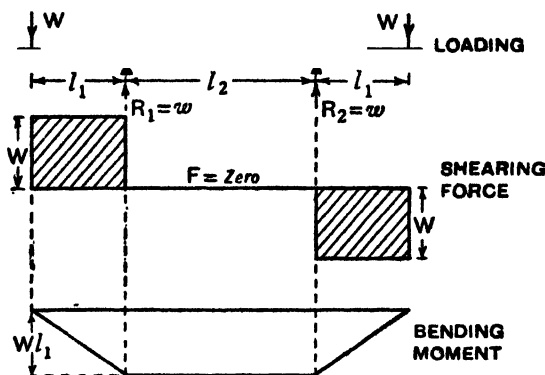 W W
LOADING
l₁ l₂ l₁
R₁=w R₂=w
W
F = Zero
SHEARING
FORCE
W
Wl₁
BENDING
MOMENT